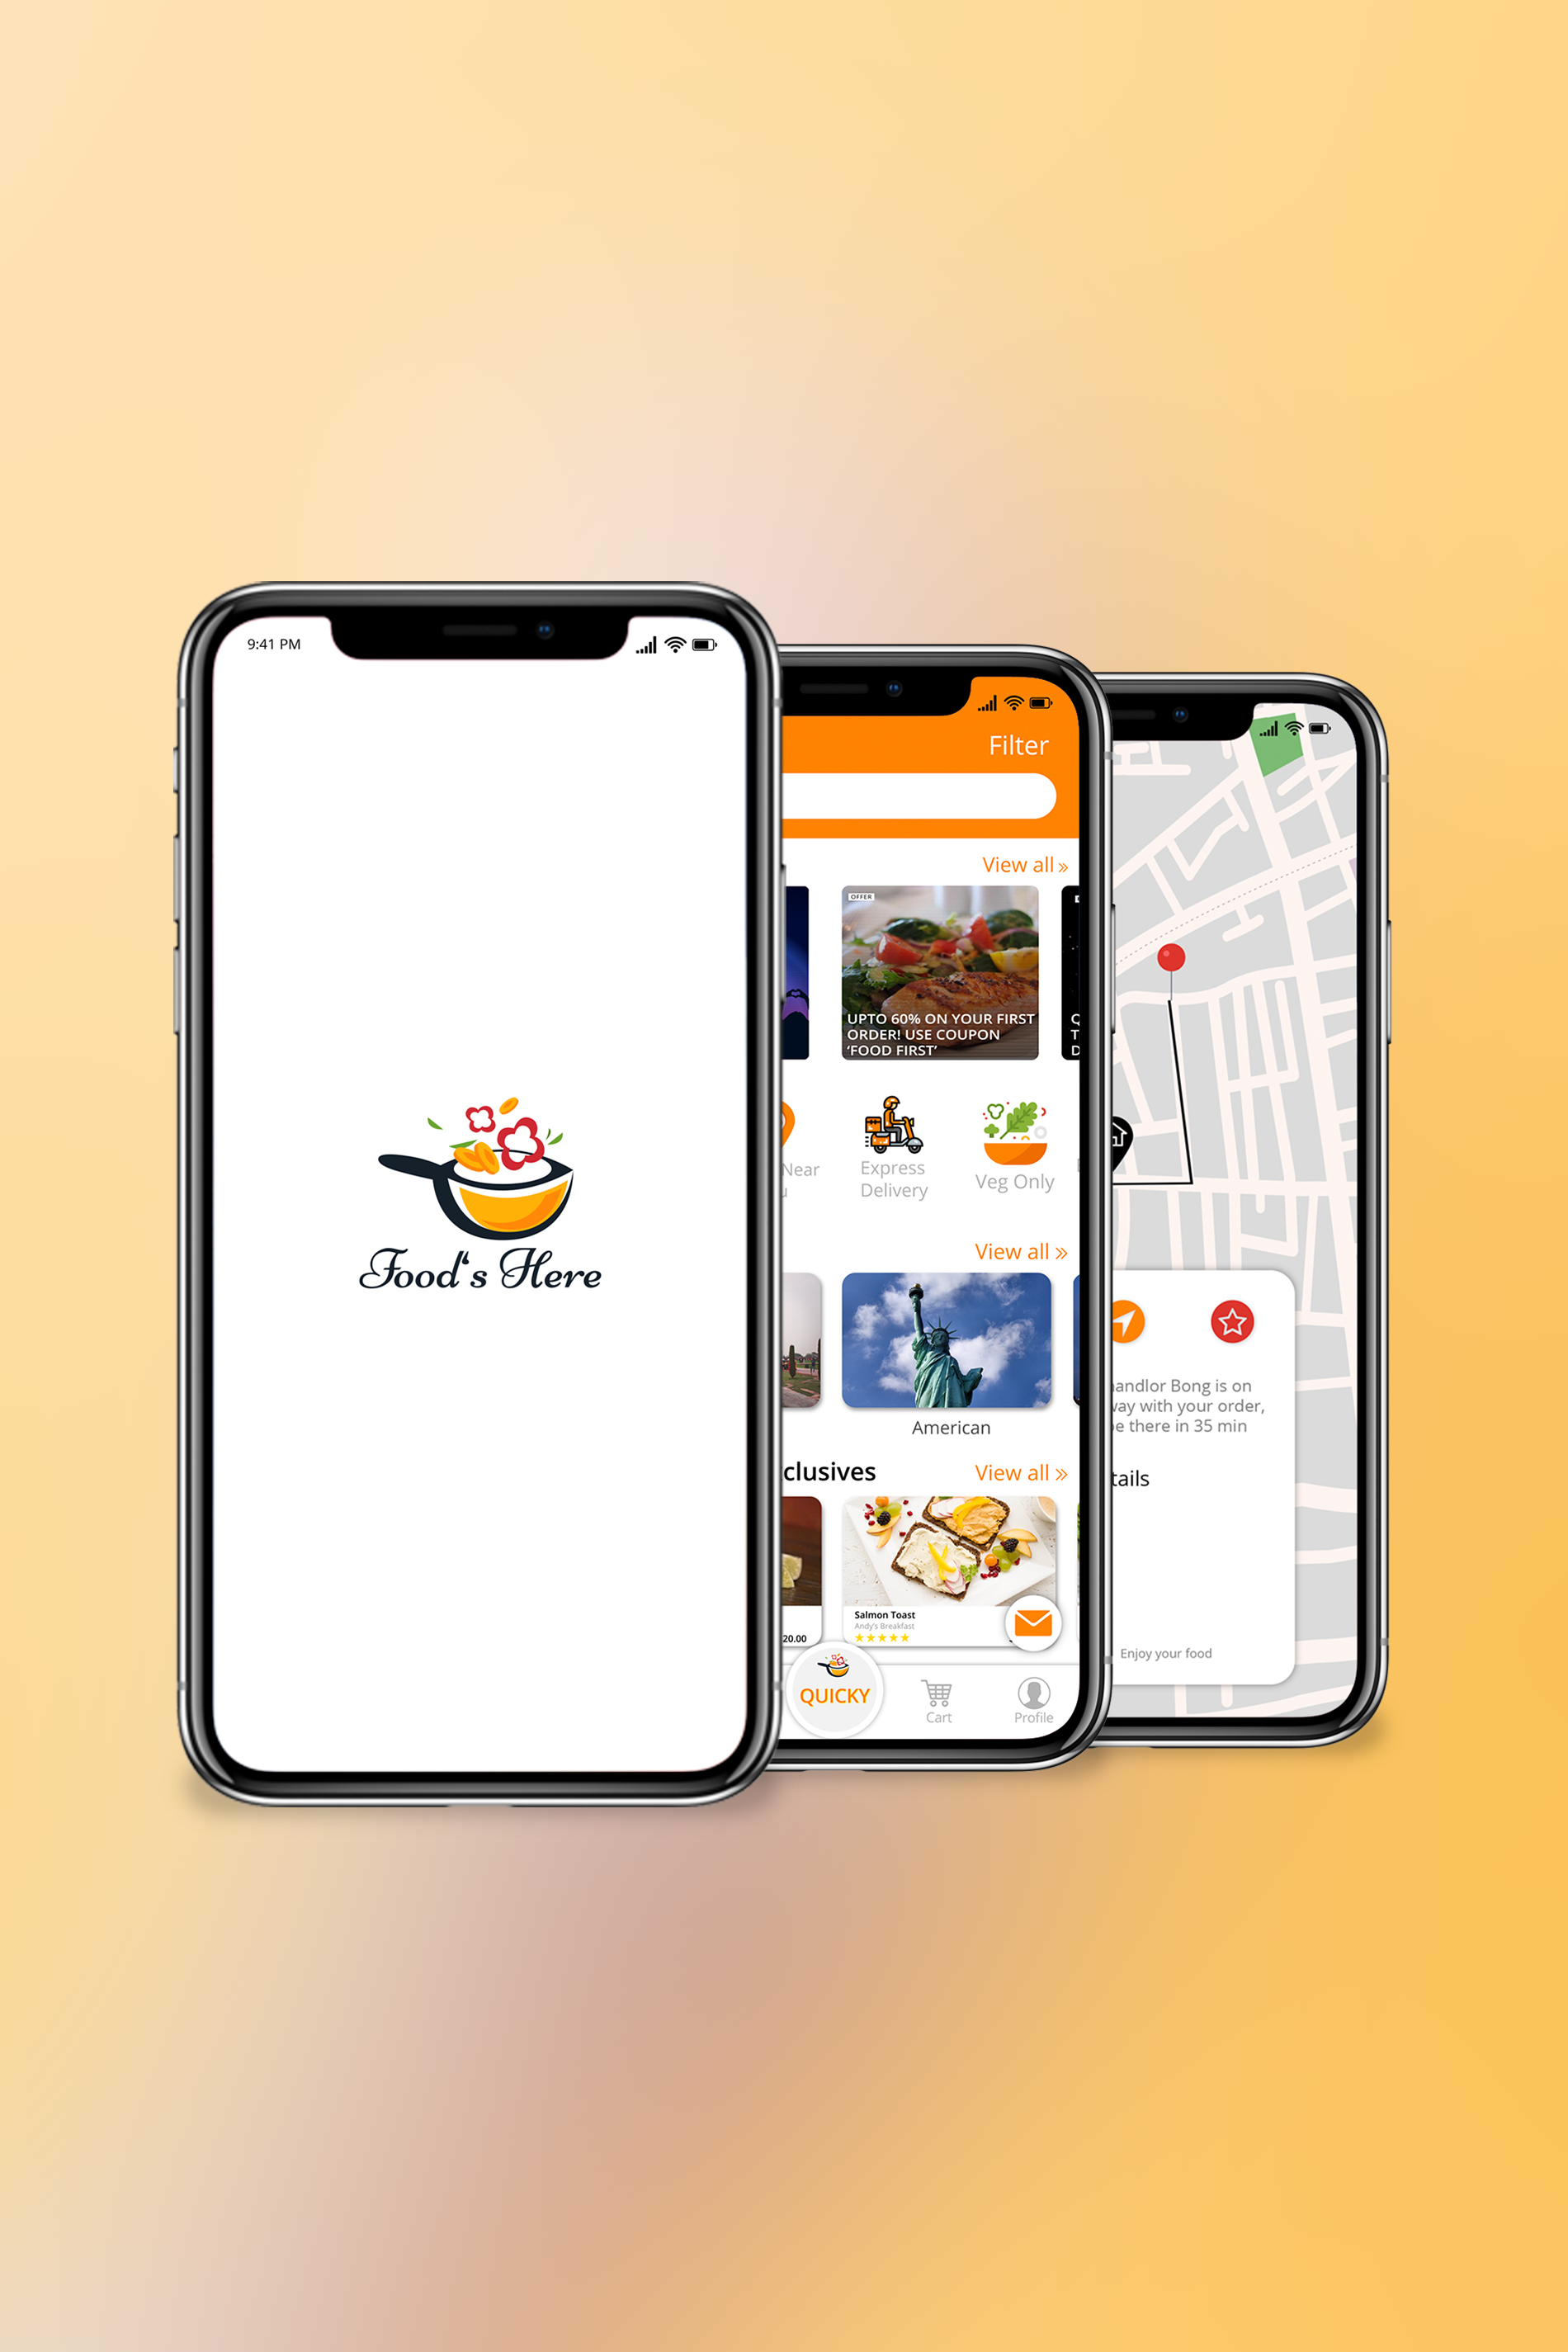 9:41 PM
Food's Here
Filter
View all »
OFFER
UPTO 60% ON YOUR FIRST
ORDER! USE COUPON
‘FOOD FIRST’
Near
Express
Delivery
Veg Only
View all »
American
clusives
View all »
Salmon Toast
Andy's Breakfast
20.00
QUICKY
Cart
Profile
andlor Bong is on
way with your order,
be there in 35 min
tails
Enjoy your food